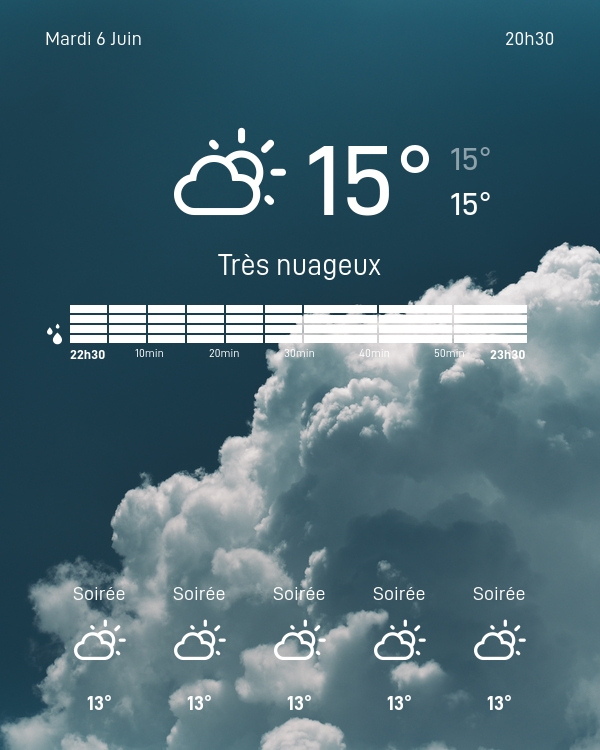 Mardi 6 Juin 20h30
15° 15°
15°
Très nuageux
22h30 10min 20min 30min 40min 50min 23h30
Soirée Soirée Soirée Soirée Soirée
13° 13° 13° 13° 13°